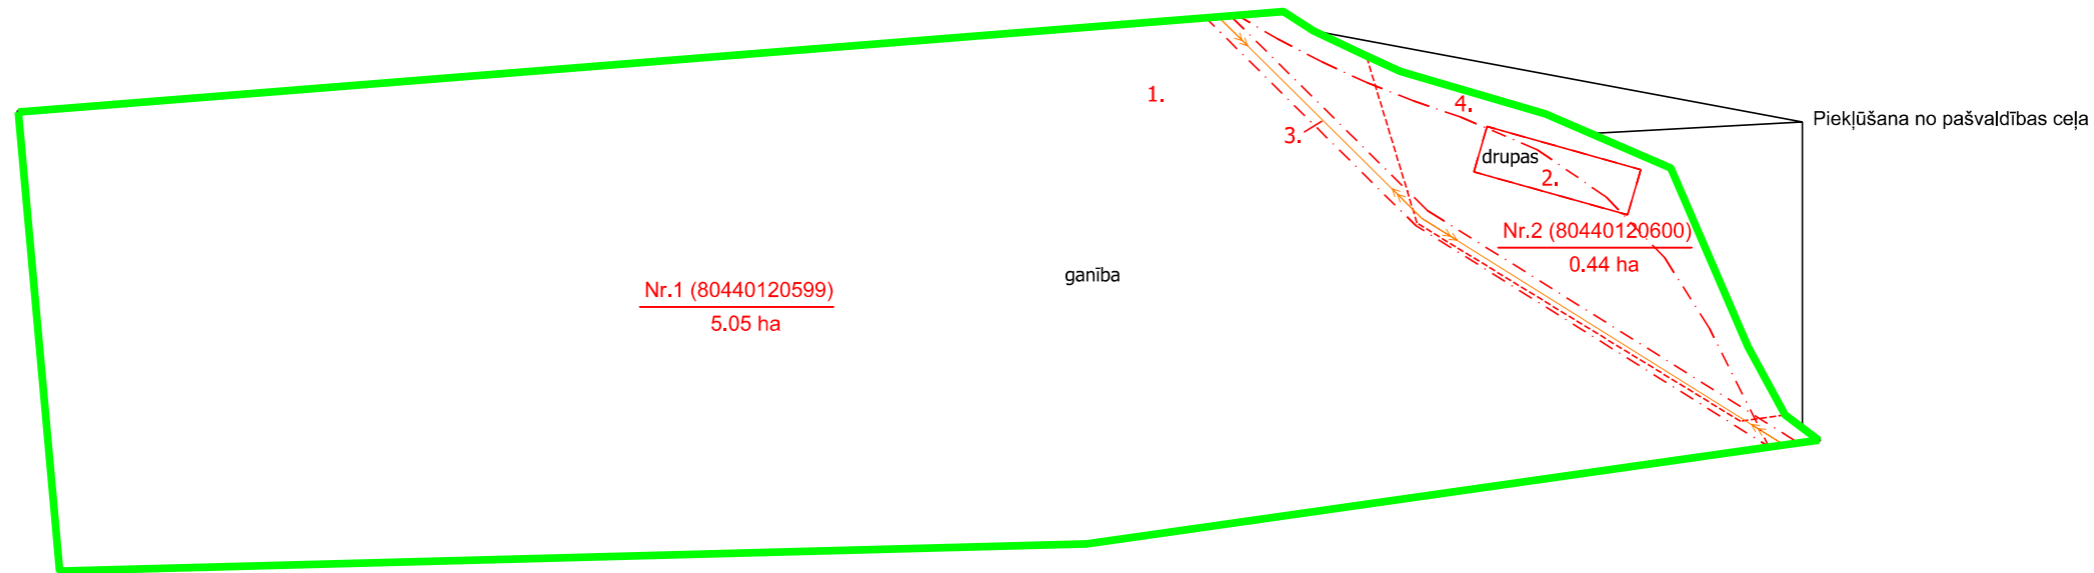 1.
4.
Piekļūšana no pašvaldības ceļa
3.
drupas
2.
Nr.2 (80440120600)
0.44 ha
ganība
Nr.1 (80440120599)
5.05 ha